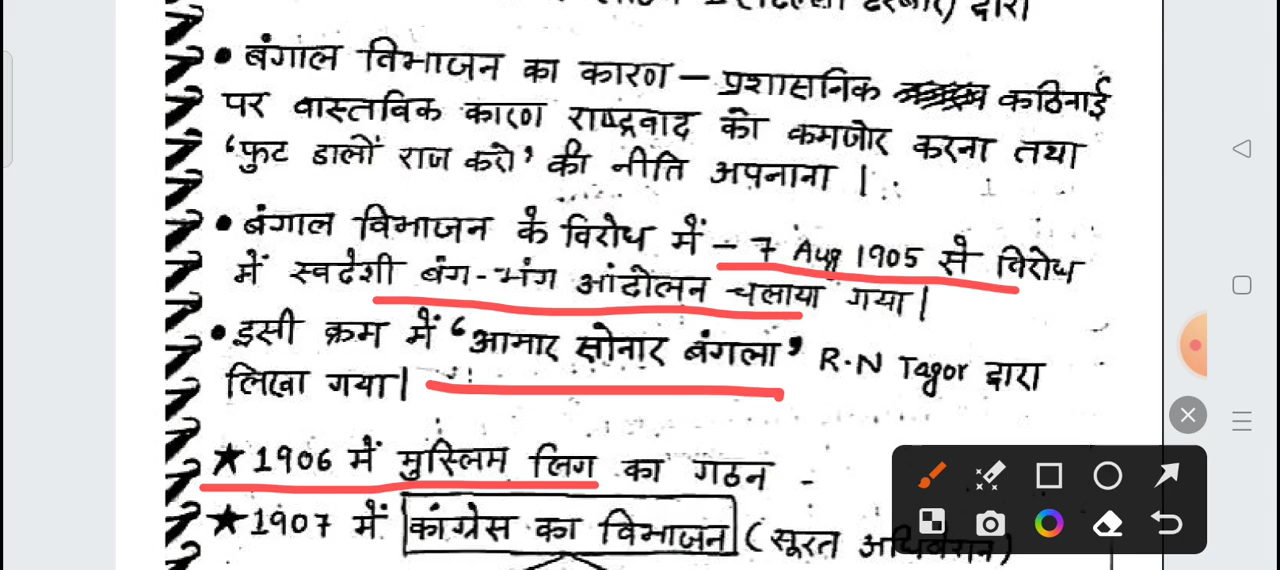 द्वारा
• बंगाल विभाजन का कारण – प्रशासनिक कठिनाई
पर वास्तविक कारण राष्ट्रवाद को कमजोर करना तथा
‘फुट डालों राज करो’ की नीति अपनाना |
• बंगाल विभाजन के विरोध में – 7 Aug 1905 से विरोध
में स्वदेशी बंग-भंग आंदोलन चलाया गया|
• इसी क्रम में ‘आमार सोनार बंगला’ R.N Tagor द्वारा
लिखा गया|
★ 1906 में मुस्लिम लिग का गठन -
★ 1907 में कांग्रेस का विभाजन (सूरत अधिवेशन)